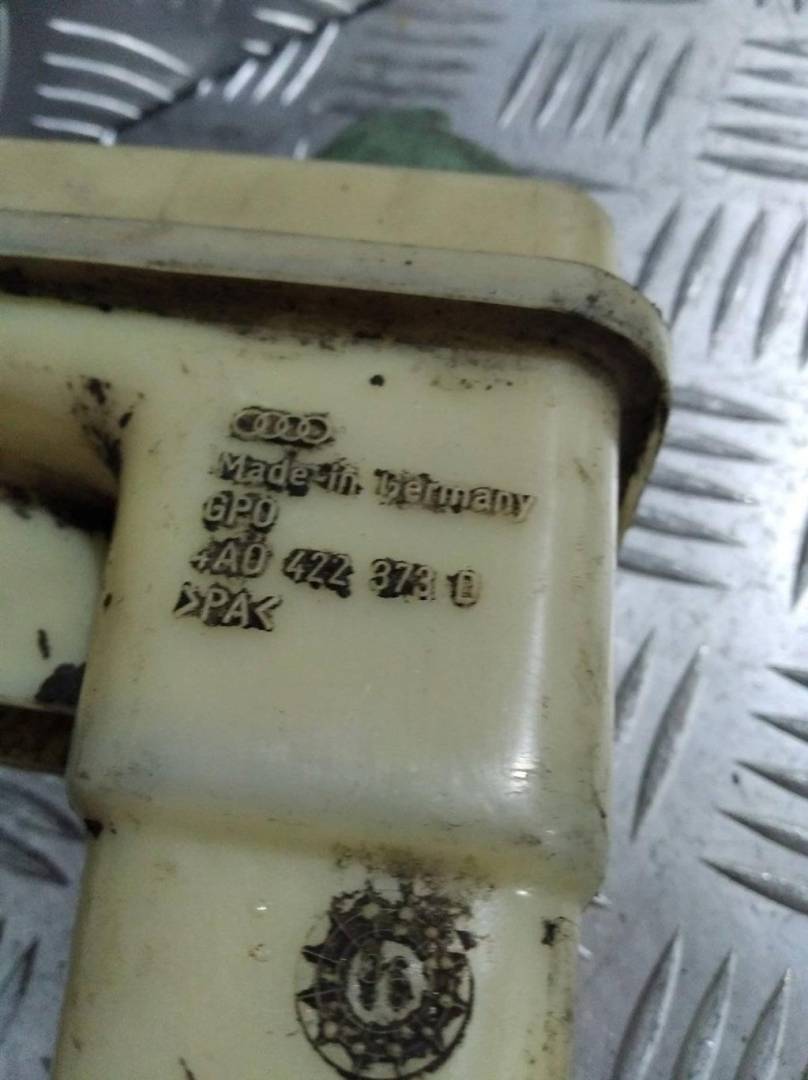 Made in Germany
GPO
4A0 422 373 D
>PA<